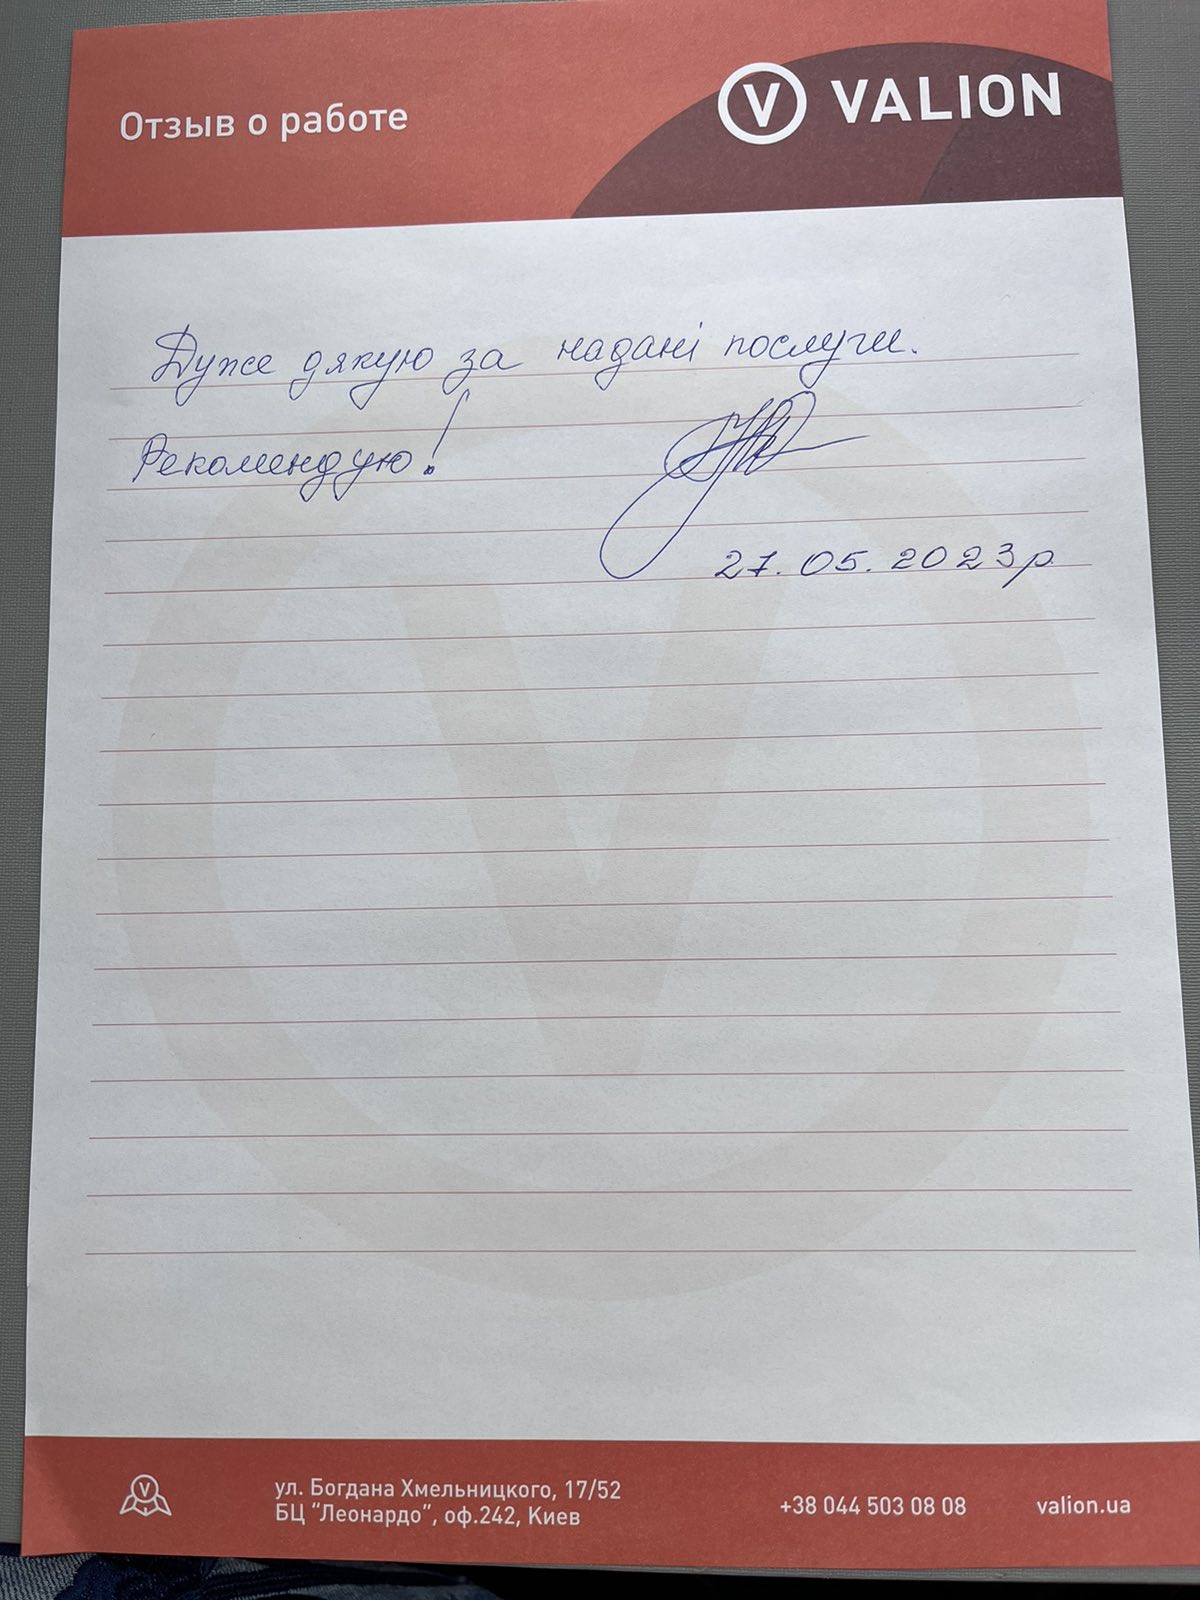 Отзыв о работе
V VALION
Дуже дякую за надані послуги.
Рекомендую!
27.05.2023р.
ул. Богдана Хмельницкого, 17/52
БЦ “Леонардо”, оф.242, Киев
+38 044 503 08 08
valion.ua